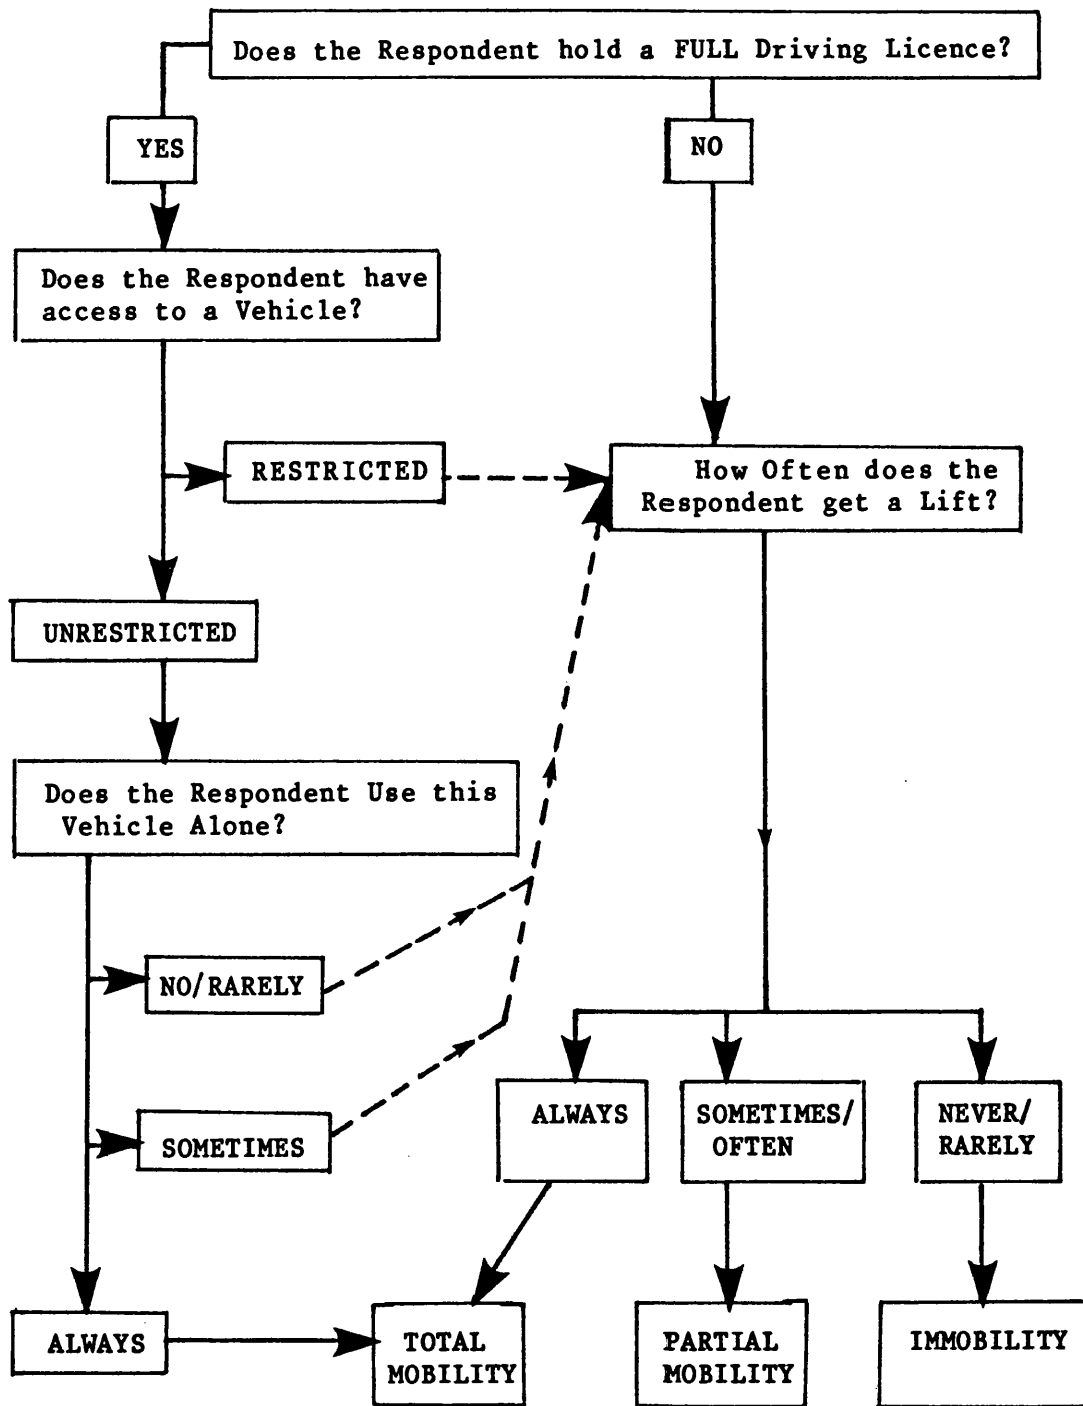 Does the Respondent hold a FULL Driving Licence?
YES
NO
Does the Respondent have
access to a Vehicle?
RESTRICTED
How Often does the
Respondent get a Lift?
UNRESTRICTED
Does the Respondent Use this
Vehicle Alone?
NO/RARELY
SOMETIMES
ALWAYS
SOMETIMES/
OFTEN
NEVER/
RARELY
ALWAYS
TOTAL
MOBILITY
PARTIAL
MOBILITY
IMMOBILITY